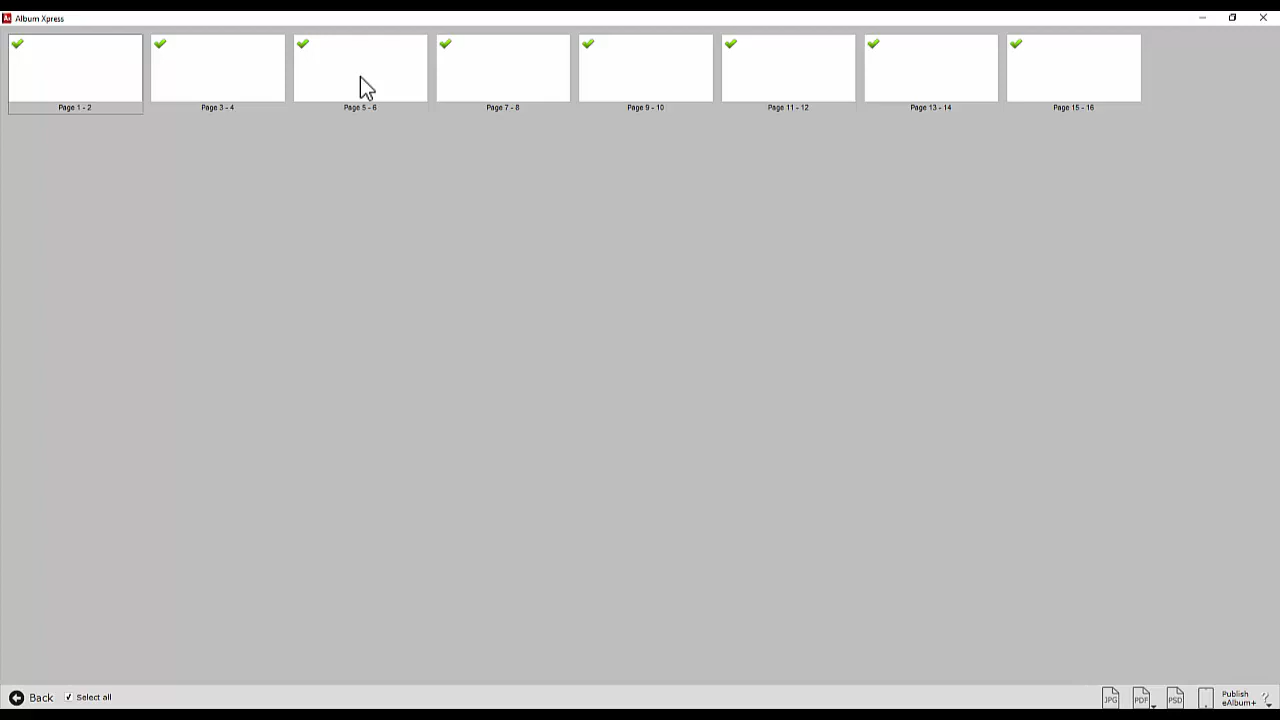 Album Xpress
Page 1 - 2
Page 3 - 4
Page 5 - 6
Page 7 - 8
Page 9 - 10
Page 11 - 12
Page 13 - 14
Page 15 - 16
Back
Select all
JPG
PDF
PSD
Publish
eAlbum+
?